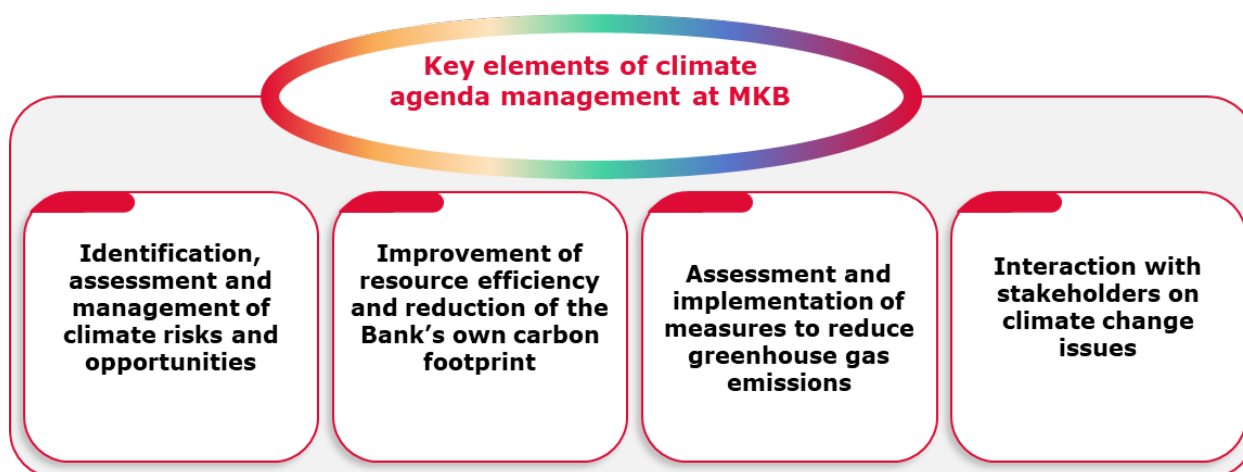 Key elements of climate
agenda management at MKB
Identification,
assessment and
management of
climate risks and
opportunities
Improvement of
resource efficiency
and reduction of the
Bank’s own carbon
footprint
Assessment and
implementation of
measures to reduce
greenhouse gas
emissions
Interaction with
stakeholders on
climate change
issues